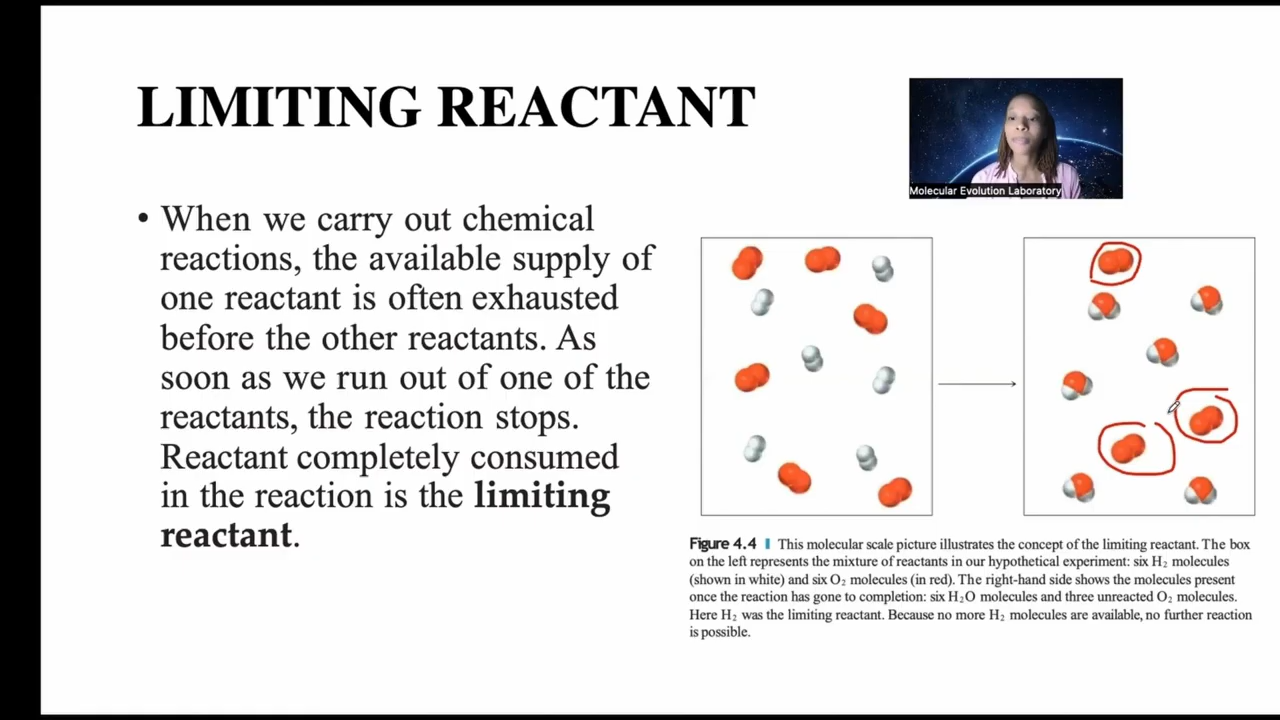 LIMITING REACTANT
Molecular Evolution Laboratory
• When we carry out chemical
reactions, the available supply of
one reactant is often exhausted
before the other reactants. As
soon as we run out of one of the
reactants, the reaction stops.
Reactant completely consumed
in the reaction is the limiting
reactant.
Figure 4.4 | This molecular scale picture illustrates the concept of the limiting reactant. The box
on the left represents the mixture of reactants in our hypothetical experiment: six H₂ molecules
(shown in white) and six O₂ molecules (in red). The right-hand side shows the molecules present
once the reaction has gone to completion: six H₂O molecules and three unreacted O₂ molecules.
Here H₂ was the limiting reactant. Because no more H₂ molecules are available, no further reaction
is possible.